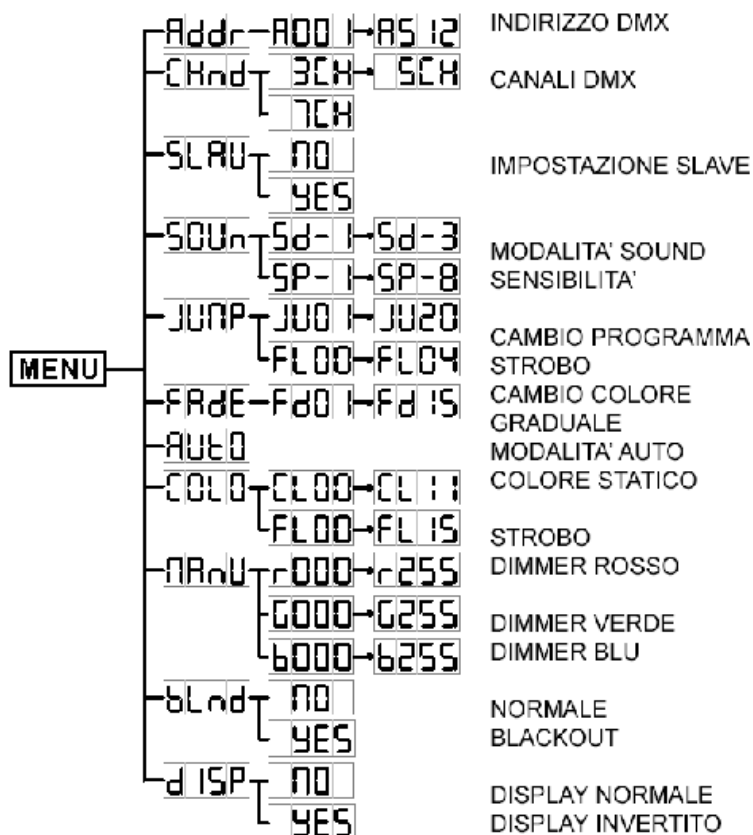 Addr A001 AS12 INDIRIZZO DMX
CHnd 3CH 5CH CANALI DMX
7CH
SLAU NO IMPOSTAZIONE SLAVE
YES
SOUn Sd-1 Sd-3 MODALITA' SOUND
SP-1 SP-8 SENSIBILITA'
JUMP JU01 JU20 CAMBIO PROGRAMMA
FL00 FL04 STROBO
MENU
FAdE Fd01 Fd15 CAMBIO COLORE
GRADUALE
AUtO MODALITA' AUTO
COLO CL00 CL11 COLORE STATICO
FL00 FL15 STROBO
MAnU r000 r255 DIMMER ROSSO
G000 G255 DIMMER VERDE
b000 b255 DIMMER BLU
bLnd NO NORMALE
YES BLACKOUT
dISP NO DISPLAY NORMALE
YES DISPLAY INVERTITO